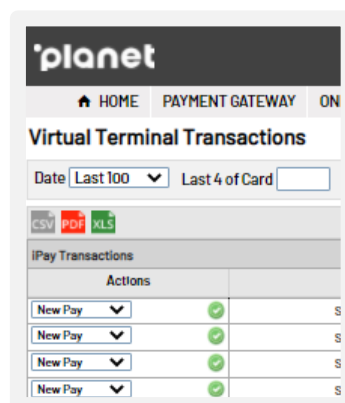 planet
HOME PAYMENT GATEWAY ON
Virtual Terminal Transactions
Date Last 100 Last 4 of Card
CSV PDF XLS
iPay Transactions
Actions
New Pay S
New Pay S
New Pay S
New Pay S